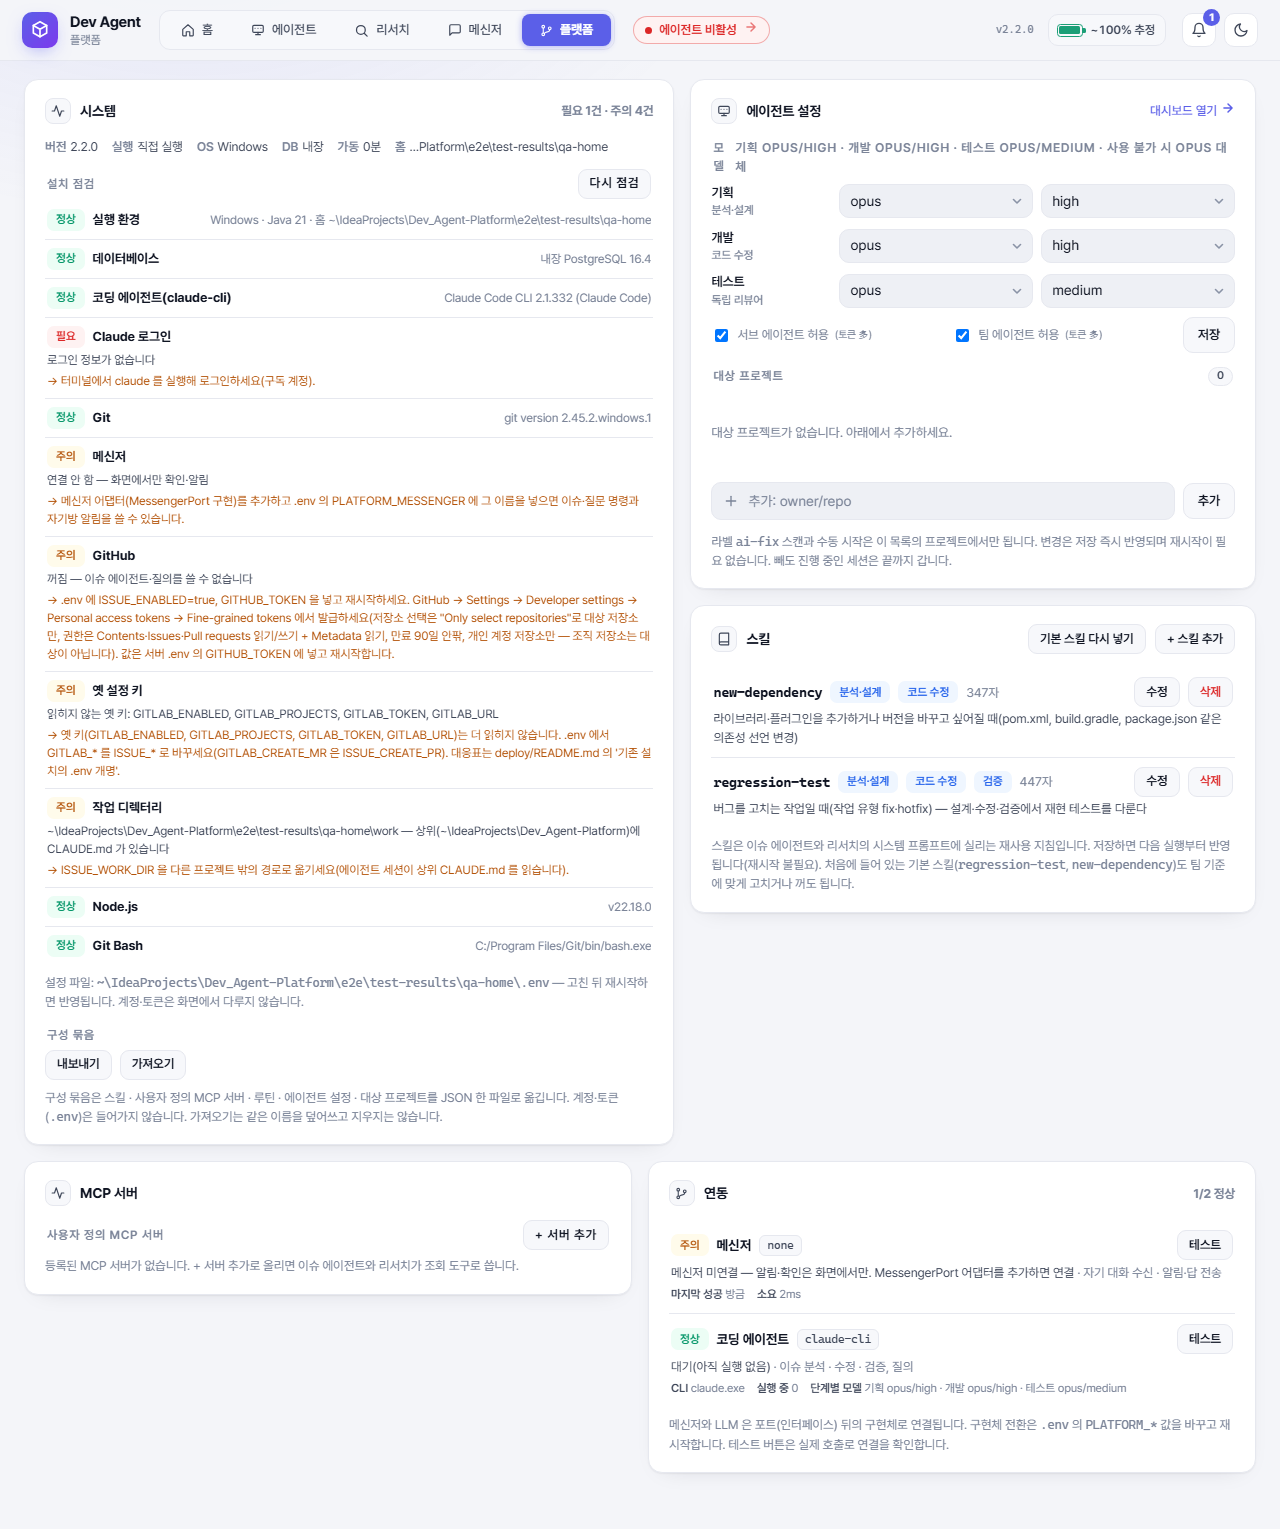 Dev Agent
플랫폼
홈
에이전트
리서치
메신저
플랫폼
에이전트 비활성 →
v2.2.0
~100% 추정
1
시스템
필요 1건 · 주의 4건
버전 2.2.0 실행 직접 실행 OS Windows DB 내장 가동 0분 홈 ...Platform\e2e\test-results\qa-home
설치 점검
다시 점검
정상 실행 환경 Windows · Java 21 · 홈 ~\IdeaProjects\Dev_Agent-Platform\e2e\test-results\qa-home
정상 데이터베이스 내장 PostgreSQL 16.4
정상 코딩 에이전트(claude-cli) Claude Code CLI 2.1.332 (Claude Code)
필요 Claude 로그인
로그인 정보가 없습니다
→ 터미널에서 claude 를 실행해 로그인하세요(구독 계정).
정상 Git git version 2.45.2.windows.1
주의 메신저
연결 안 함 — 화면에서만 확인·알림
→ 메신저 어댑터(MessengerPort 구현)를 추가하고 .env 의 PLATFORM_MESSENGER 에 그 이름을 넣으면 이슈·질문 명령과
자기방 알림을 쓸 수 있습니다.
주의 GitHub
꺼짐 — 이슈 에이전트·질의를 쓸 수 없습니다
→ .env 에 ISSUE_ENABLED=true, GITHUB_TOKEN 을 넣고 재시작하세요. GitHub → Settings → Developer settings →
Personal access tokens → Fine-grained tokens 에서 발급하세요(저장소 선택은 "Only select repositories"로 대상 저장소
만, 권한은 Contents·Issues·Pull requests 읽기/쓰기 + Metadata 읽기, 만료 90일 안팎, 개인 계정 저장소만 — 조직 저장소는 대
상이 아닙니다). 값은 서버 .env 의 GITHUB_TOKEN 에 넣고 재시작합니다.
주의 옛 설정 키
읽히지 않는 옛 키: GITLAB_ENABLED, GITLAB_PROJECTS, GITLAB_TOKEN, GITLAB_URL
→ 옛 키(GITLAB_ENABLED, GITLAB_PROJECTS, GITLAB_TOKEN, GITLAB_URL)는 더 읽히지 않습니다. .env 에서
GITLAB_* 를 ISSUE_* 로 바꾸세요(GITLAB_CREATE_MR 은 ISSUE_CREATE_PR). 대응표는 deploy/README.md 의 '기존 설
치의 .env 개명'.
주의 작업 디렉터리
~\IdeaProjects\Dev_Agent-Platform\e2e\test-results\qa-home\work — 상위(~\IdeaProjects\Dev_Agent-Platform)에
CLAUDE.md 가 있습니다
→ ISSUE_WORK_DIR 을 다른 프로젝트 밖의 경로로 옮기세요(에이전트 세션이 상위 CLAUDE.md 를 읽습니다).
정상 Node.js v22.18.0
정상 Git Bash C:/Program Files/Git/bin/bash.exe
설정 파일: ~\IdeaProjects\Dev_Agent-Platform\e2e\test-results\qa-home\.env — 고친 뒤 재시작하
면 반영됩니다. 계정·토큰은 화면에서 다루지 않습니다.
구성 묶음
내보내기
가져오기
구성 묶음은 스킬 · 사용자 정의 MCP 서버 · 루틴 · 에이전트 설정 · 대상 프로젝트를 JSON 한 파일로 옮깁니다. 계정·토큰
(.env)은 들어가지 않습니다. 가져오기는 같은 이름을 덮어쓰고 지우지는 않습니다.
에이전트 설정
대시보드 열기 →
모 기획 OPUS/HIGH · 개발 OPUS/HIGH · 테스트 OPUS/MEDIUM · 사용 불가 시 OPUS 대
델 체
기획
분석·설계
opus
high
개발
코드 수정
opus
high
테스트
독립 리뷰어
opus
medium
서브 에이전트 허용 (토큰 多)
팀 에이전트 허용 (토큰 多)
저장
대상 프로젝트
0
대상 프로젝트가 없습니다. 아래에서 추가하세요.
+ 추가: owner/repo
추가
라벨 ai-fix 스캔과 수동 시작은 이 목록의 프로젝트에서만 됩니다. 변경은 저장 즉시 반영되며 재시작이 필
요 없습니다. 빼도 진행 중인 세션은 끝까지 갑니다.
스킬
기본 스킬 다시 넣기
+ 스킬 추가
new-dependency 분석·설계 코드 수정 347자
수정
삭제
라이브러리·플러그인을 추가하거나 버전을 바꾸고 싶어질 때(pom.xml, build.gradle, package.json 같은
의존성 선언 변경)
regression-test 분석·설계 코드 수정 검증 447자
수정
삭제
버그를 고치는 작업일 때(작업 유형 fix·hotfix) — 설계·수정·검증에서 재현 테스트를 다룬다
스킬은 이슈 에이전트와 리서치의 시스템 프롬프트에 실리는 재사용 지침입니다. 저장하면 다음 실행부터 반영
됩니다(재시작 불필요). 처음에 들어 있는 기본 스킬(regression-test, new-dependency)도 팀 기준
에 맞게 고치거나 꺼도 됩니다.
MCP 서버
사용자 정의 MCP 서버
+ 서버 추가
등록된 MCP 서버가 없습니다. + 서버 추가로 올리면 이슈 에이전트와 리서치가 조회 도구로 씁니다.
연동
1/2 정상
주의 메신저 none
테스트
메신저 미연결 — 알림·확인은 화면에서만. MessengerPort 어댑터를 추가하면 연결 · 자기 대화 수신 · 알림·답 전송
마지막 성공 방금 소요 2ms
정상 코딩 에이전트 claude-cli
테스트
대기(아직 실행 없음) · 이슈 분석 · 수정 · 검증, 질의
CLI claude.exe 실행 중 0 단계별 모델 기획 opus/high · 개발 opus/high · 테스트 opus/medium
메신저와 LLM 은 포트(인터페이스) 뒤의 구현체로 연결됩니다. 구현체 전환은 .env 의 PLATFORM_* 값을 바꾸고 재
시작합니다. 테스트 버튼은 실제 호출로 연결을 확인합니다.